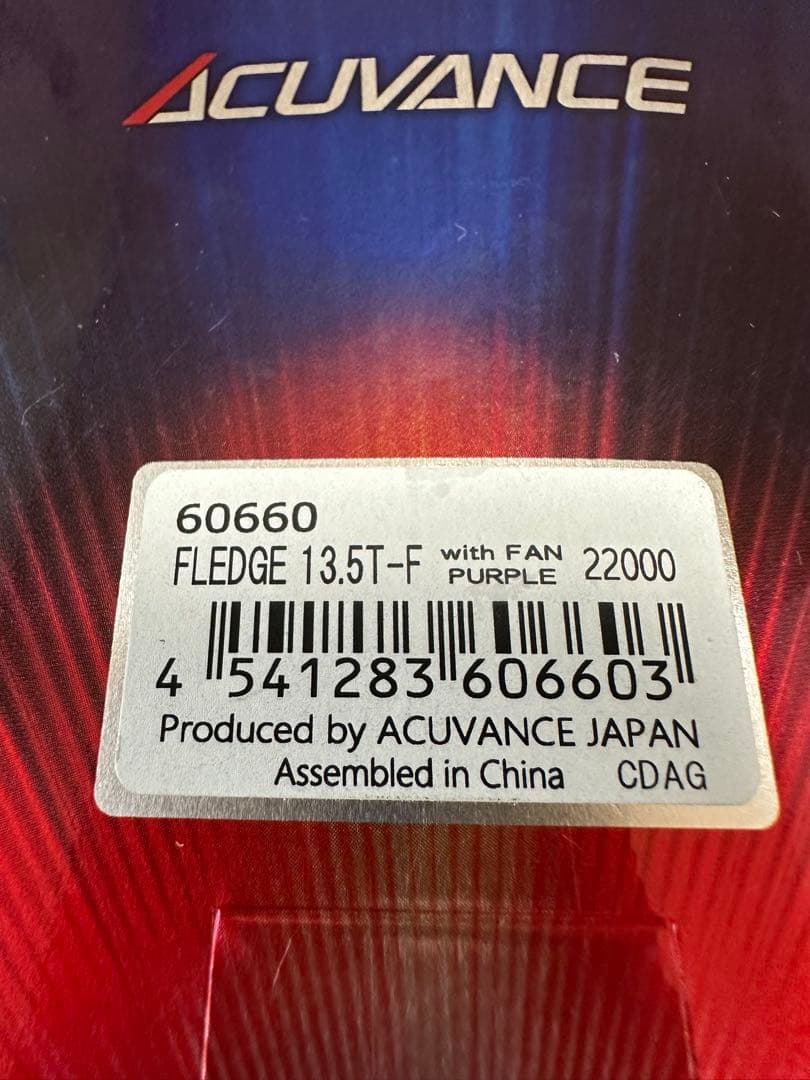 ACUVANCE
60660
FLEDGE 13.5T-F with FAN PURPLE 22000
4 541283 606603
Produced by ACUVANCE JAPAN
Assembled in China CDAG